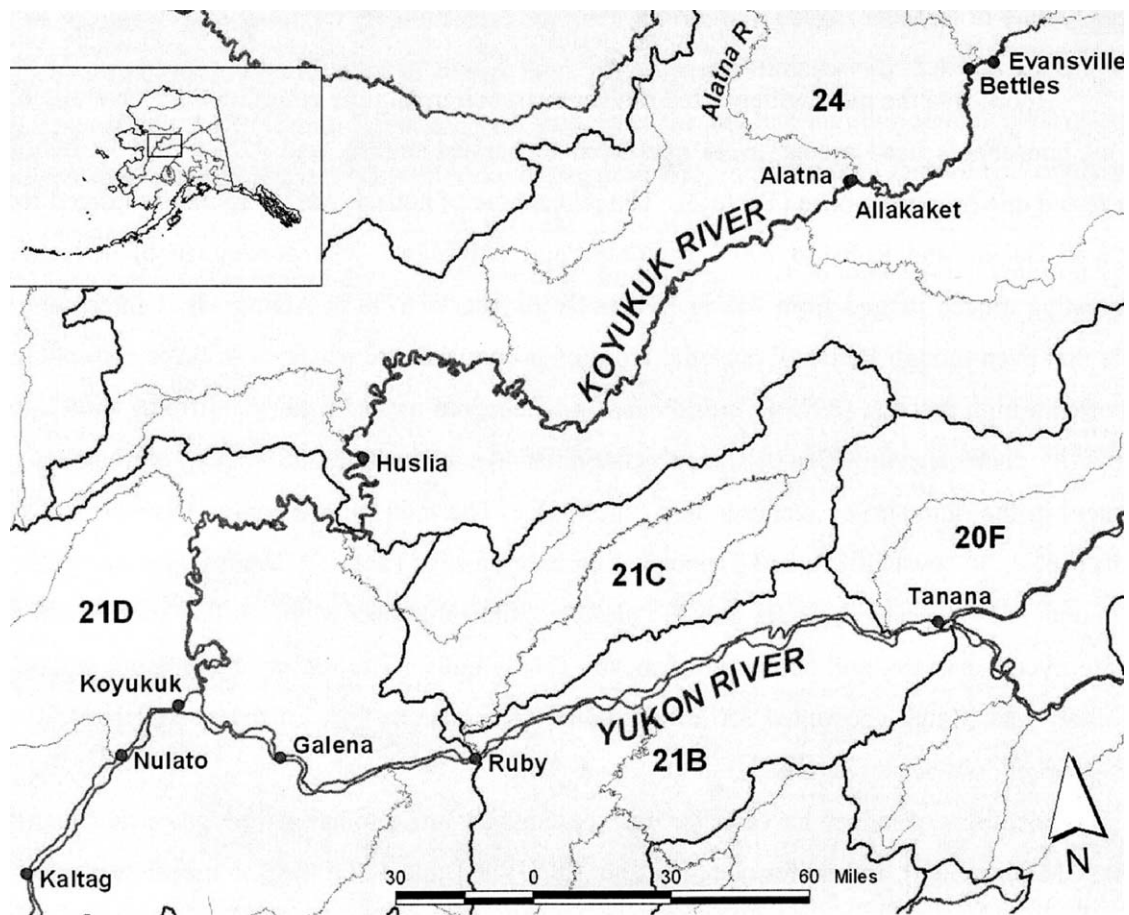 Alatna R.
Evansville
Bettles
24
Alatna
Allakaket
KOYUKUK RIVER
Huslia
20F
21C
21D
Tanana
YUKON RIVER
Koyukuk
Nulato
Galena
Ruby
21B
Kaltag
N
30 0 30 60 Miles